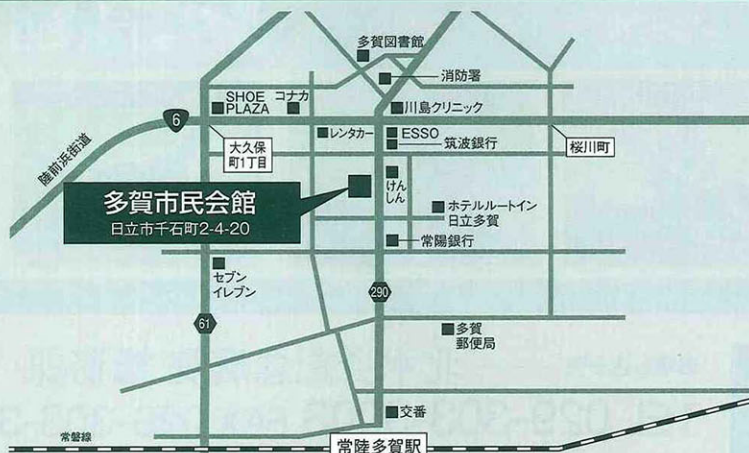 多賀図書館
消防署
SHOE
PLAZA
コナカ
川島クリニック
6
レンタカー
ESSO
筑波銀行
陸前浜街道
大久保
町1丁目
桜川町
けん
しん
多賀市民会館
日立市千石町2-4-20
ホテルルートイン
日立多賀
常陽銀行
セブン
イレブン
290
61
多賀
郵便局
交番
常磐線
常陸多賀駅